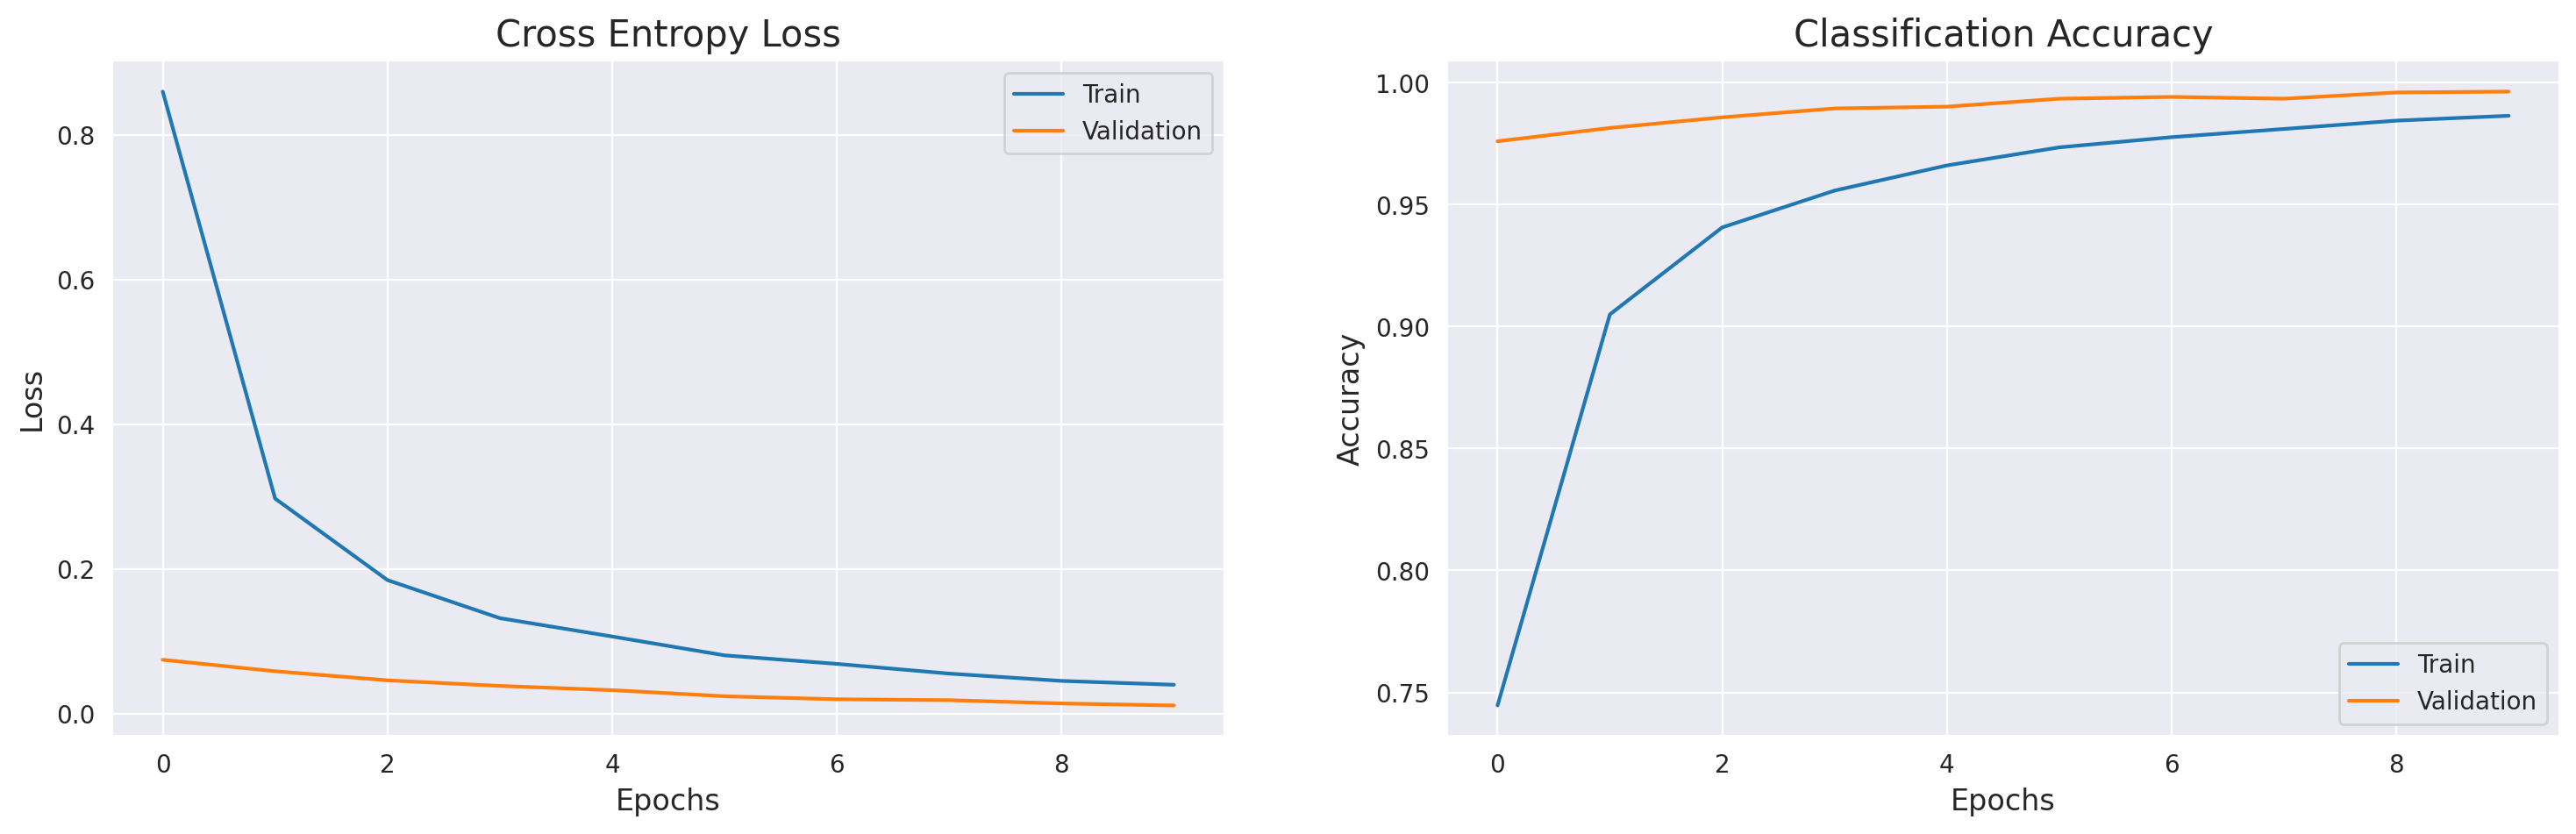 Cross Entropy Loss
Train
Validation
0.8
0.6
0.4
0.2
0.0
Loss
0 2 4 6 8
Epochs
Classification Accuracy
1.00
0.95
0.90
0.85
0.80
0.75
Accuracy
Train
Validation
0 2 4 6 8
Epochs